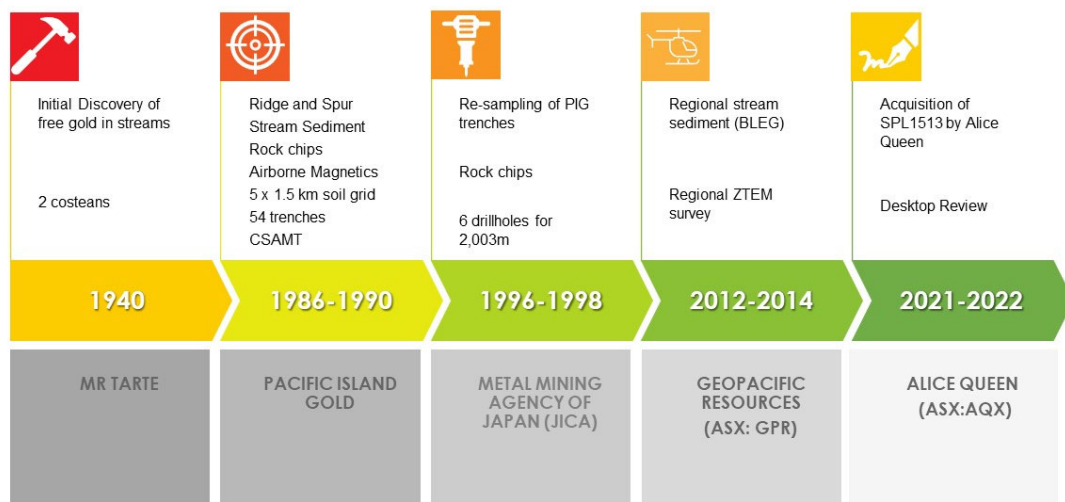 Initial Discovery of
free gold in streams
2 costeans
Ridge and Spur
Stream Sediment
Rock chips
Airborne Magnetics
5 x 1.5 km soil grid
54 trenches
CSAMT
Re-sampling of PIG
trenches
Rock chips
6 drillholes for
2,003m
Regional stream
sediment (BLEG)
Regional ZTEM
survey
Acquisition of
SPL1513 by Alice
Queen
Desktop Review
1940
1986-1990
1996-1998
2012-2014
2021-2022
MR TARTE
PACIFIC ISLAND
GOLD
METAL MINING
AGENCY OF
JAPAN (JICA)
GEOPACIFIC
RESOURCES
(ASX: GPR)
ALICE QUEEN
(ASX:AQX)